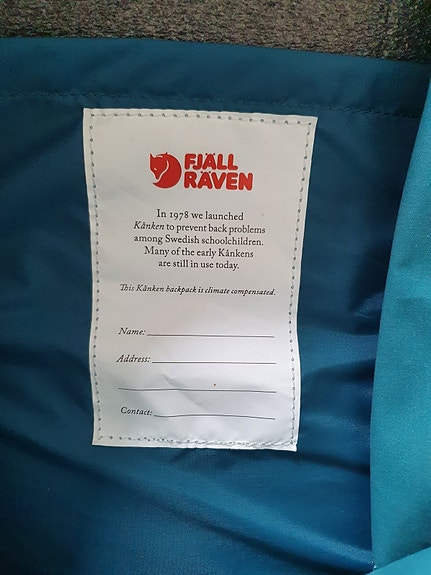 FJÄLL
RÄVEN
In 1978 we launched
Kånken to prevent back problems
among Swedish schoolchildren.
Many of the early Kånkens
are still in use today.
This Kånken backpack is climate compensated.
Name:
Address:
Contact: